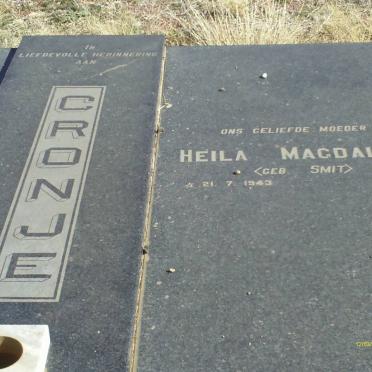 IN
LIEFDEVOLLE HERINNERING
AAN
CRONJE
ONS GELIEFDE MOEDER
HEILA MAGDAL
(GEB SMIT)
21. 7. 1943